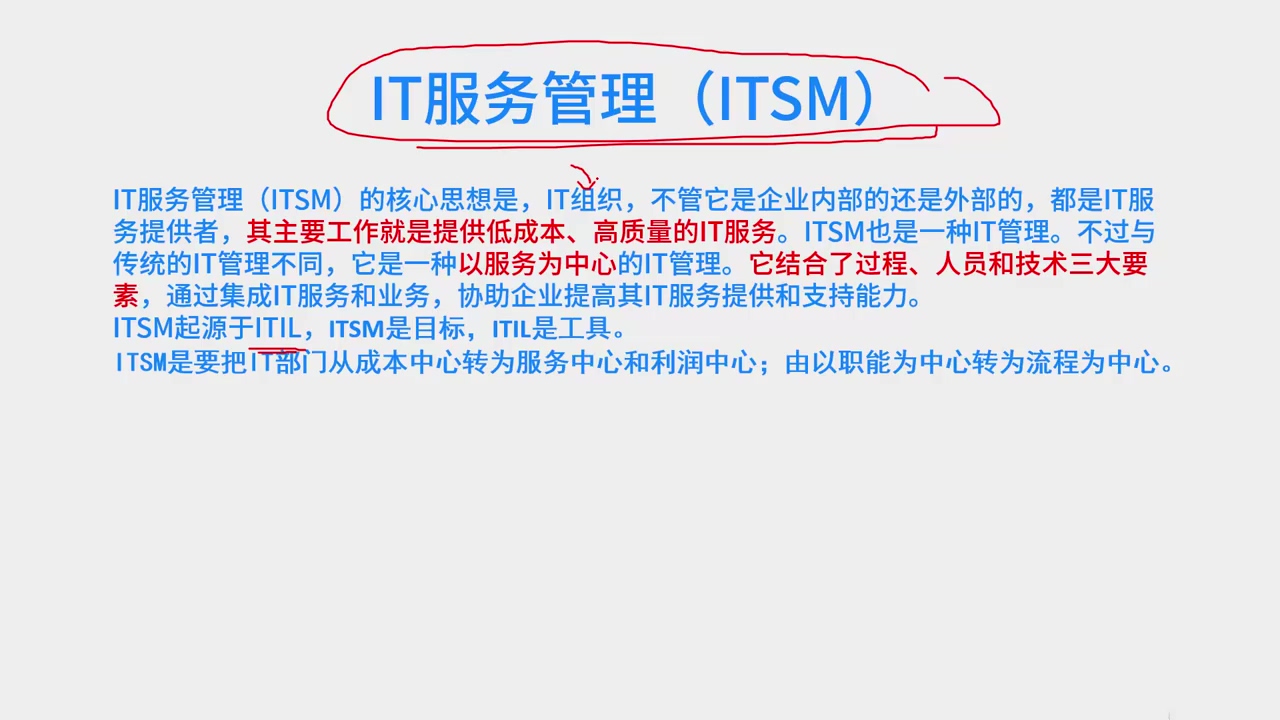 IT服务管理（ITSM）
IT服务管理（ITSM）的核心思想是，IT组织，不管它是企业内部的还是外部的，都是IT服
务提供者，其主要工作就是提供低成本、高质量的IT服务。ITSM也是一种IT管理。不过与
传统的IT管理不同，它是一种以服务为中心的IT管理。它结合了过程、人员和技术三大要
素，通过集成IT服务和业务，协助企业提高其IT服务提供和支持能力。
ITSM起源于ITIL，ITSM是目标，ITIL是工具。
ITSM是要把IT部门从成本中心转为服务中心和利润中心；由以职能为中心转为流程为中心。